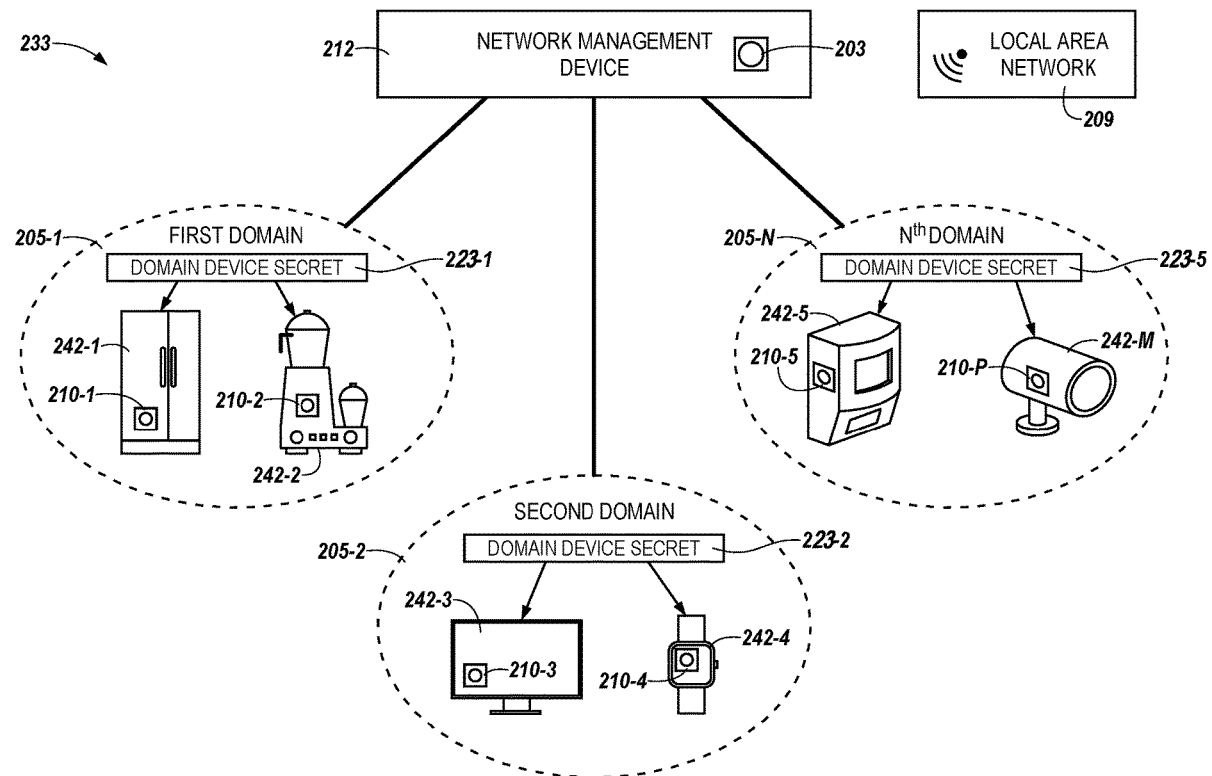 233
212
NETWORK MANAGEMENT
DEVICE
203
LOCAL AREA
NETWORK
209
205-1
FIRST DOMAIN
DOMAIN DEVICE SECRET
223-1
242-1
210-1
210-2
242-2
205-N
Nth DOMAIN
DOMAIN DEVICE SECRET
223-5
242-5
242-M
210-5
210-P
SECOND DOMAIN
205-2
DOMAIN DEVICE SECRET
223-2
242-3
242-4
210-3
210-4